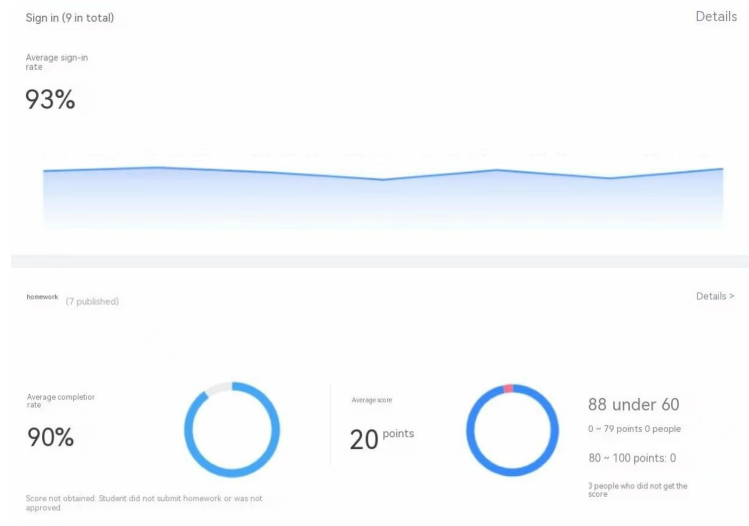 Sign in (9 in total)
Details
Average sign-in
rate
93%
homework (7 published)
Details >
Average completior
rate
90%
Average score
20 points
88 under 60
0 ~ 79 points 0 people
80 ~ 100 points: 0
3 people who did not get the
score
Score not obtained: Student did not submit homework or was not
approved